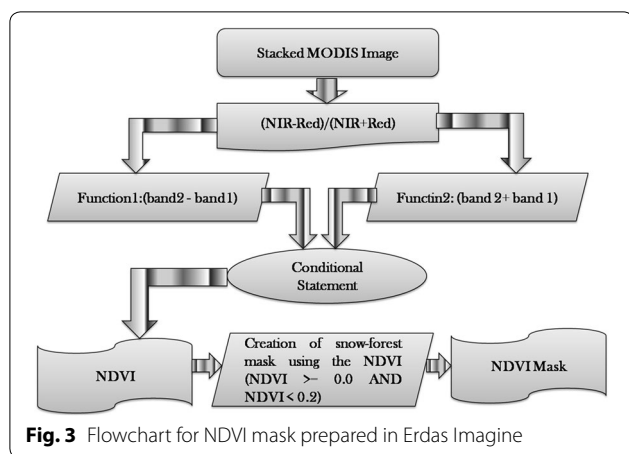 Stacked MODIS Image
(NIR-Red)/(NIR+Red)
Function1:(band2 - band1)
Functin2: (band 2+ band 1)
Conditional
Statement
NDVI
Creation of snow-forest
mask using the NDVI
(NDVI >= 0.0 AND
NDVI < 0.2)
NDVI Mask
Fig. 3 Flowchart for NDVI mask prepared in Erdas Imagine